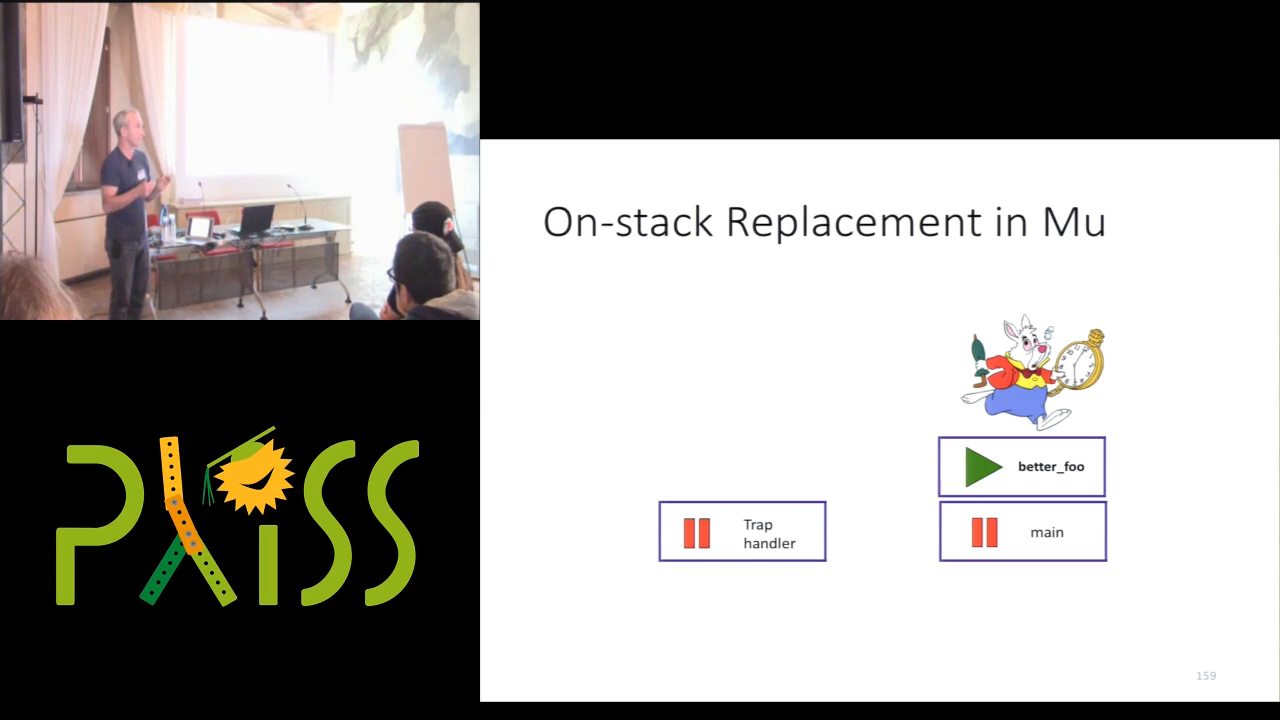 On-stack Replacement in Mu
better_foo
Trap
handler
main
159
PLISS